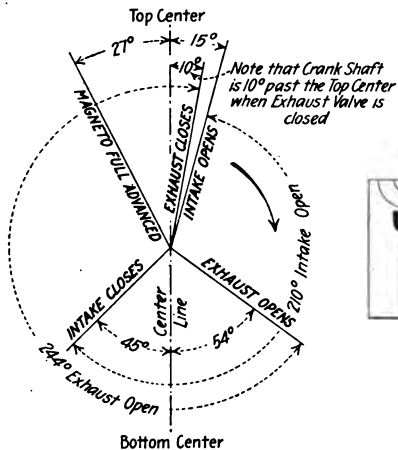 Top Center
27°
15°
10°
Note that Crank Shaft
is 10° past the Top Center
when Exhaust Valve is
closed
MAGNETO FULL ADVANCED
EXHAUST CLOSES
INTAKE OPENS
210° Intake Open
INTAKE CLOSES
Center
Line
EXHAUST OPENS
45°
54°
244° Exhaust Open
Bottom Center